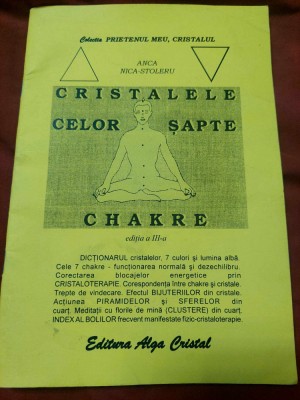 Colecția PRIETENUL MEU, CRISTALUL
ANCA
NICA-STOLERU
CRISTALELE
CELOR ȘAPTE
CHAKRE
ediția a III-a
DICȚIONARUL cristalelor, 7 culori și lumina albă.
Cele 7 chakre - funcționarea normală și dezechilibru.
Corectarea blocajelor energetice prin
CRISTALOTERAPIE. Corespondența între chakre și cristale.
Trepte de vindecare. Efectul BIJUTERIILOR din cristale.
Acțiunea PIRAMIDELOR și SFERELOR din
cuarț. Meditații cu florile de mină (CLUSTERE) din cuarț.
INDEX AL BOLILOR frecvent manifestate fizic-cristaloterapie.
Editura Alga Cristal